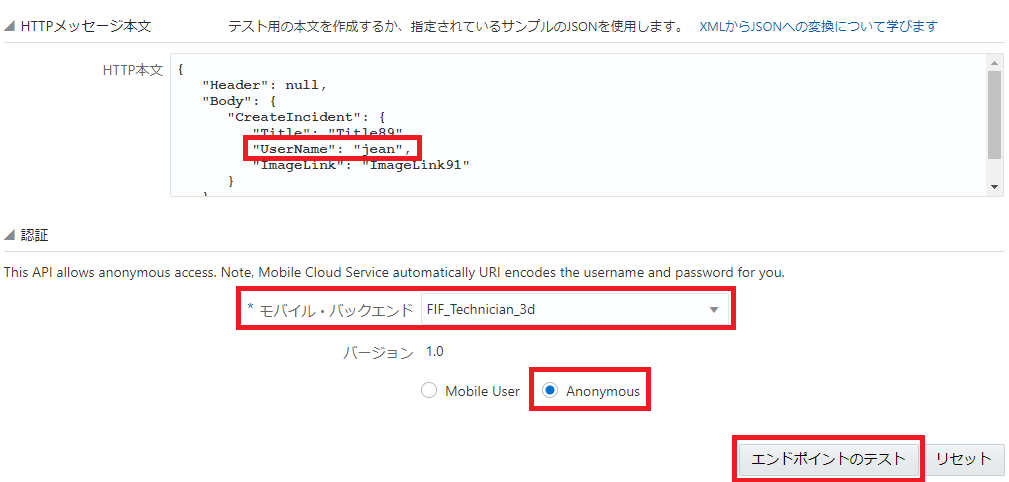 HTTPメッセージ本文 テスト用の本文を作成するか、指定されているサンプルのJSONを使用します。 XMLからJSONへの変換について学びます
HTTP本文
{
"Header": null,
"Body": {
"CreateIncident": {
"Title": "Title89"
"UserName": "jean",
"ImageLink": "ImageLink91"
}
}
認証
This API allows anonymous access. Note, Mobile Cloud Service automatically URI encodes the username and password for you.
* モバイル・バックエンド FIF_Technician_3d
バージョン 1.0
Mobile User Anonymous
エンドポイントのテスト リセット